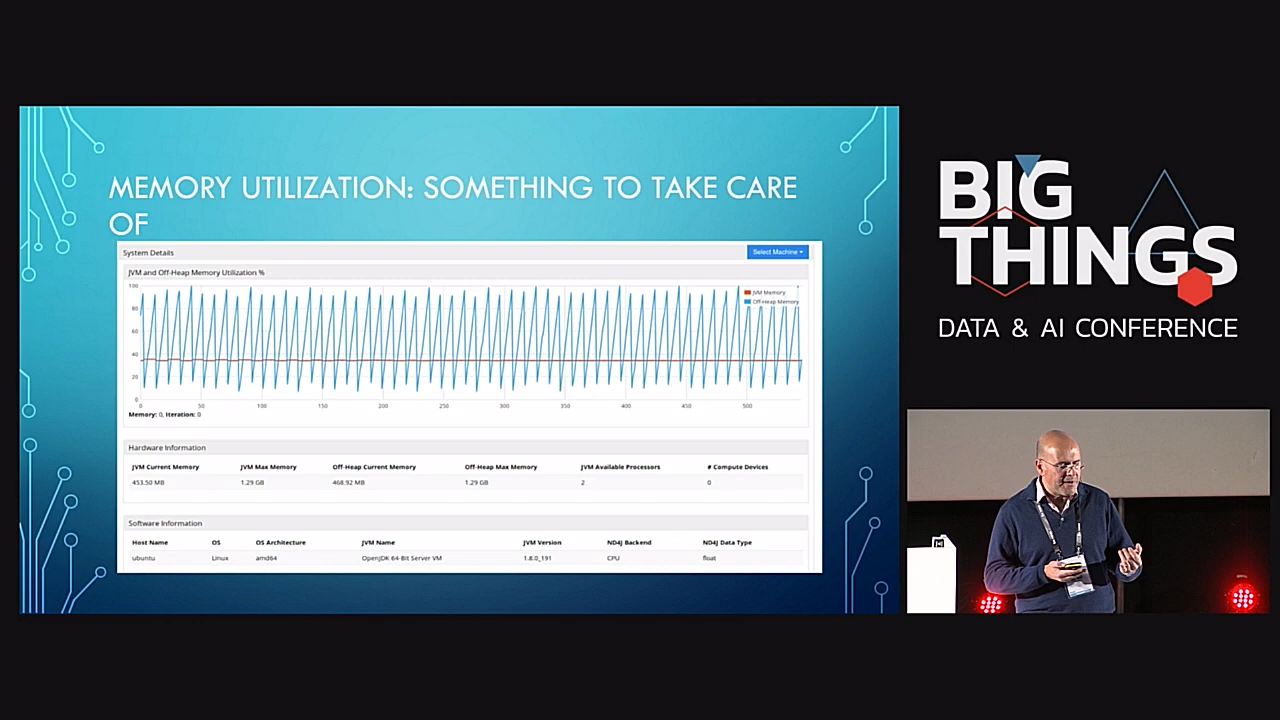 MEMORY UTILIZATION: SOMETHING TO TAKE CARE
OF
System Details
Select Machine
JVM and Off-Heap Memory Utilization %
100
80
60
40
20
0
JVM Memory
Off-Heap Memory
0 50 100 150 200 250 300 350 400 450 500
Memory: 0, Iteration: 0
Hardware Information
JVM Current Memory JVM Max Memory Off-Heap Current Memory Off-Heap Max Memory JVM Available Processors # Compute Devices
453.50 MB 1.29 GB 468.92 MB 1.29 GB 2 0
Software Information
Host Name OS OS Architecture JVM Name JVM Version ND4J Backend ND4J Data Type
ubuntu Linux amd64 OpenJDK 64-Bit Server VM 1.8.0_191 CPU float
BIG
THINGS
DATA & AI CONFERENCE